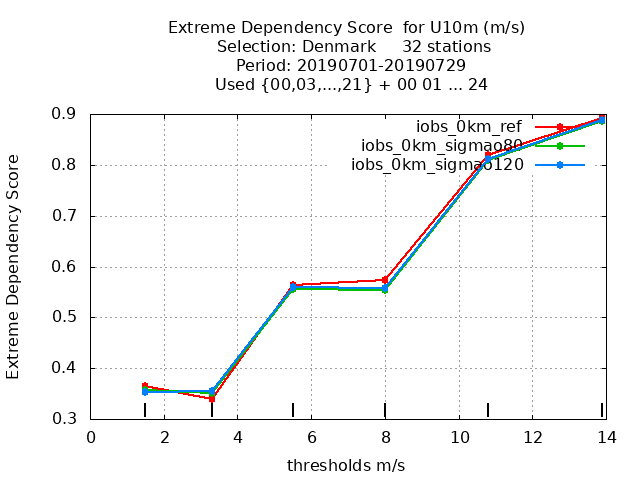 Extreme Dependency Score  for U10m (m/s)
Selection: Denmark     32 stations
Period: 20190701-20190729
Used {00,03,...,21} + 00 01 ... 24
iobs_0km_ref
iobs_0km_sigmao80
iobs_0km_sigmao120
Extreme Dependency Score
0.9
0.8
0.7
0.6
0.5
0.4
0.3
0 2 4 6 8 10 12 14
thresholds m/s